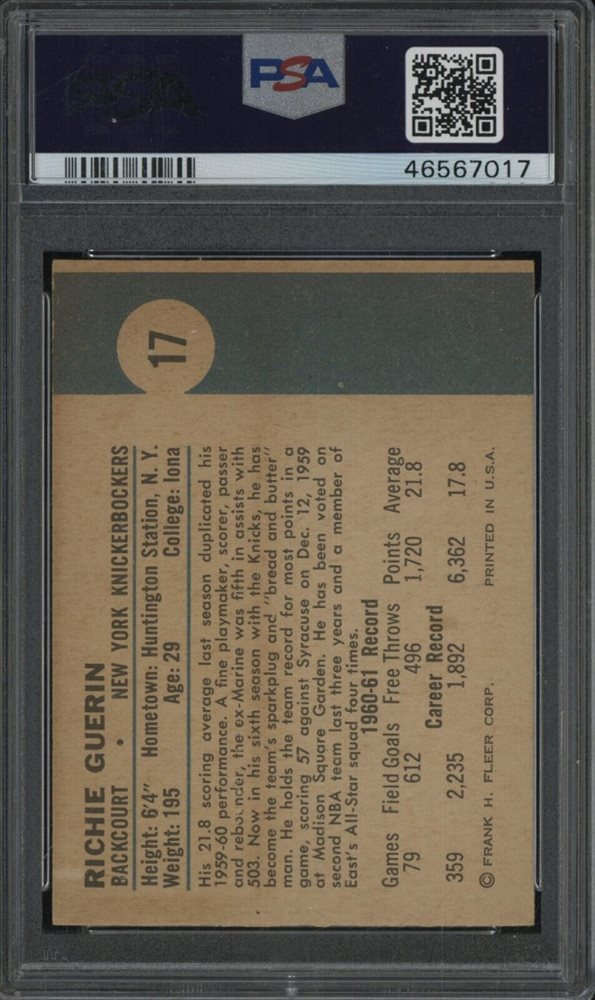 PSA
46567017
17
RICHIE GUERIN
BACKCOURT • NEW YORK KNICKERBOCKERS
Height: 6'4" Hometown: Huntington Station, N. Y.
Weight: 195 Age: 29 College: Iona
His 21.8 scoring average last season duplicated his
1959-60 performance. A fine playmaker, scorer, passer
and rebounder, the ex-Marine was fifth in assists with
503. Now in his sixth season with the Knicks, he has
become the team's sparkplug and "bread and butter"
man. He holds the team record for most points in a
game, scoring 57 against Syracuse on Dec. 12, 1959
at Madison Square Garden. He has been voted on
second NBA team last three years and a member of
East's All-Star squad four times.
1960-61 Record
Games Field Goals Free Throws Points Average
79 612 496 1,720 21.8
Career Record
359 2,235 1,892 6,362 17.8
© FRANK H. FLEER CORP. PRINTED IN U.S.A.